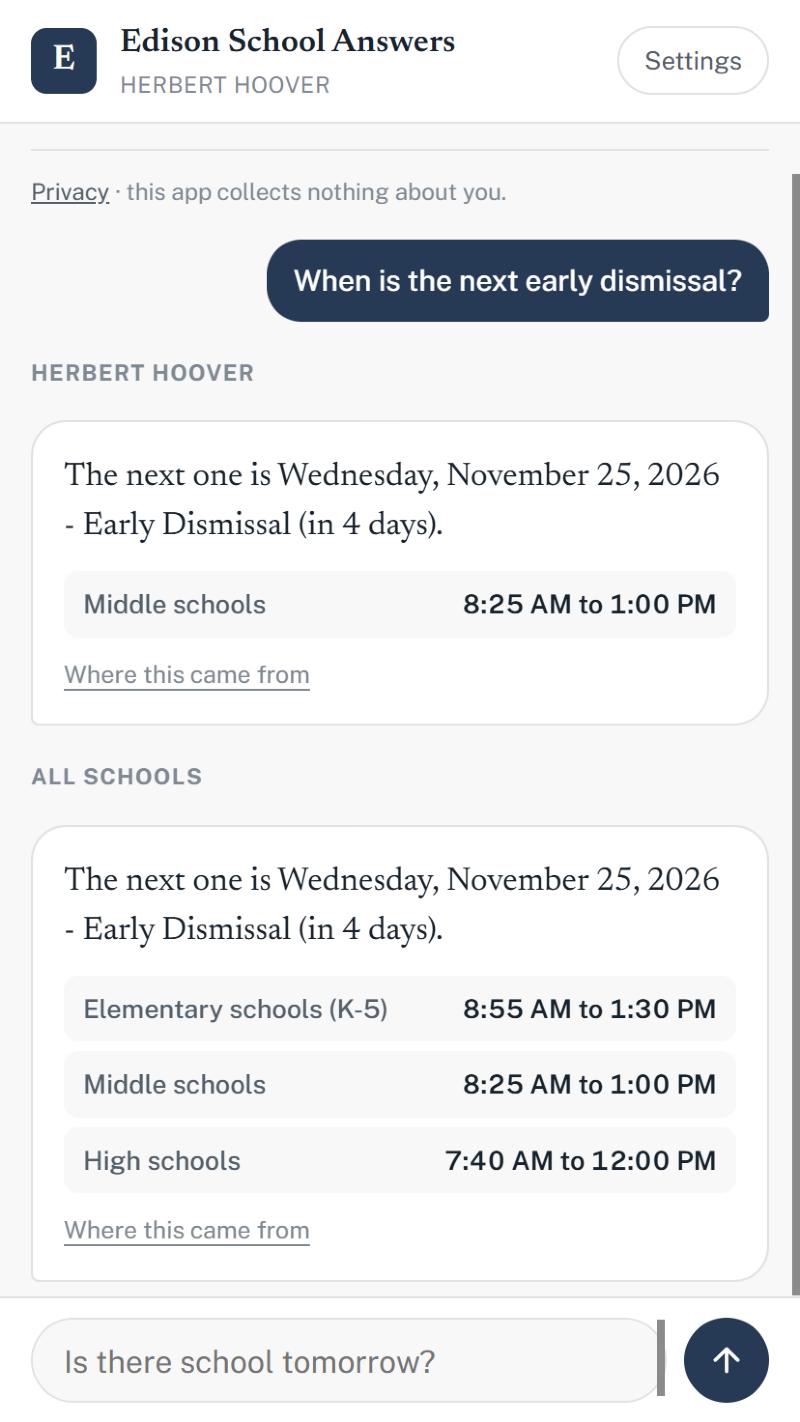 E
Edison School Answers
HERBERT HOOVER
Settings
Privacy · this app collects nothing about you.
When is the next early dismissal?
HERBERT HOOVER
The next one is Wednesday, November 25, 2026
- Early Dismissal (in 4 days).
Middle schools 8:25 AM to 1:00 PM
Where this came from
ALL SCHOOLS
The next one is Wednesday, November 25, 2026
- Early Dismissal (in 4 days).
Elementary schools (K-5) 8:55 AM to 1:30 PM
Middle schools 8:25 AM to 1:00 PM
High schools 7:40 AM to 12:00 PM
Where this came from
Is there school tomorrow?